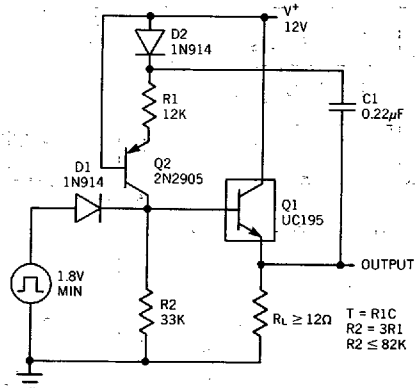 V+
12V
D2
1N914
R1
12K
C1
0.22µF
D1
1N914
Q2
2N2905
Q1
UC195
OUTPUT
1.8V
MIN
R2
33K
RL ≥ 12Ω
T = R1C
R2 = 3R1
R2 ≤ 82K